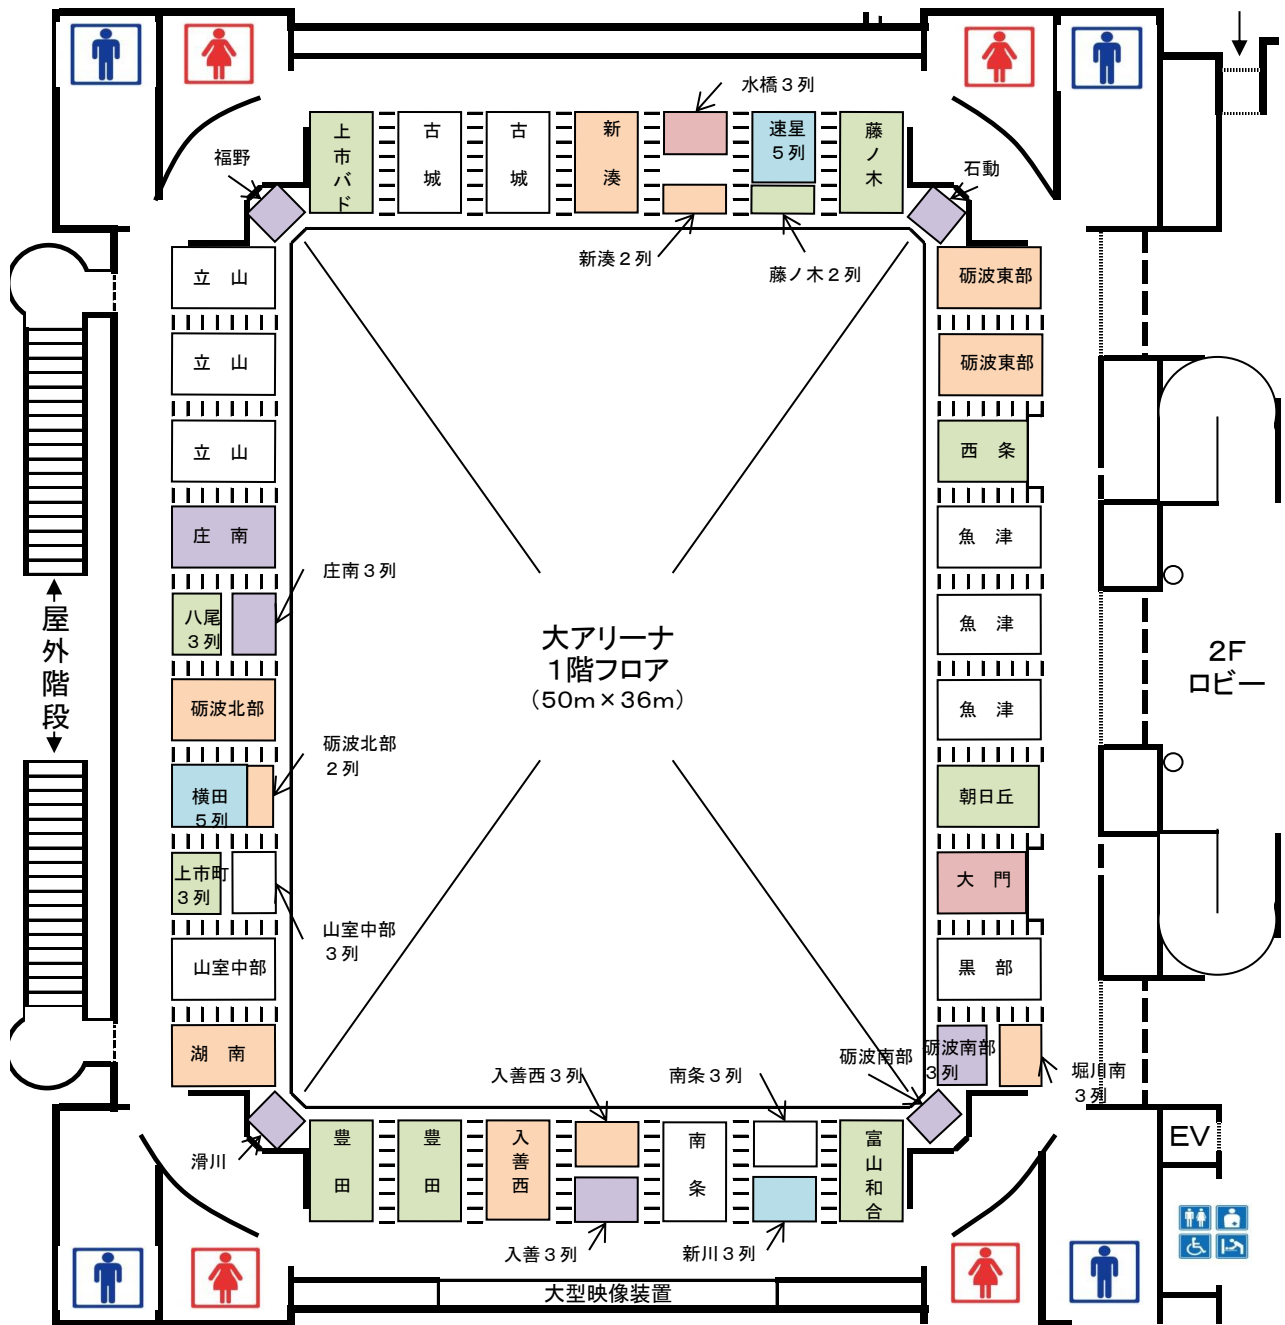 水橋３列
上市バド
古城
古城
新湊
速星
５列
藤ノ木
福野
石動
新湊２列
藤ノ木２列
立　山
砺波東部
立　山
砺波東部
立　山
西　条
庄　南
魚　津
庄南３列
八尾
３列
魚　津
屋外階段
大アリーナ
１階フロア
（50m×36m）
2F
ロビー
砺波北部
魚　津
砺波北部
２列
横田
５列
朝日丘
上市町
３列
大　門
山室中部
３列
山室中部
黒　部
湖　南
砺波南部
砺波南部
３列
堀川南
３列
入善西３列
南条３列
滑川
豊田
豊田
入善西
南条
富山和合
EV
入善３列
新川３列
大型映像装置